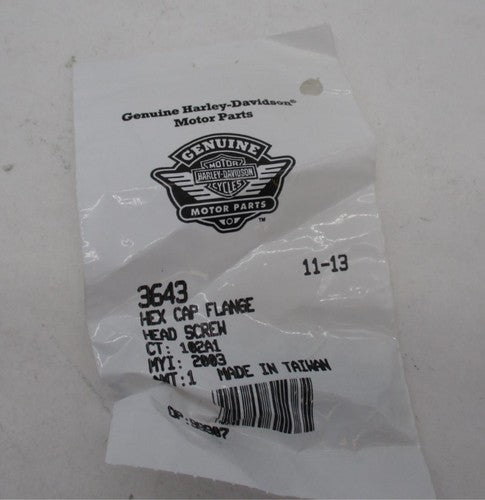 Genuine Harley-Davidson®
Motor Parts
GENUINE
MOTOR
HARLEY-DAVIDSON
CYCLES
MOTOR PARTS
™
11-13
3643
HEX CAP FLANGE
HEAD SCREW
CT: 102A1
MYI: 2003
AMT:1 MADE IN TAIWAN